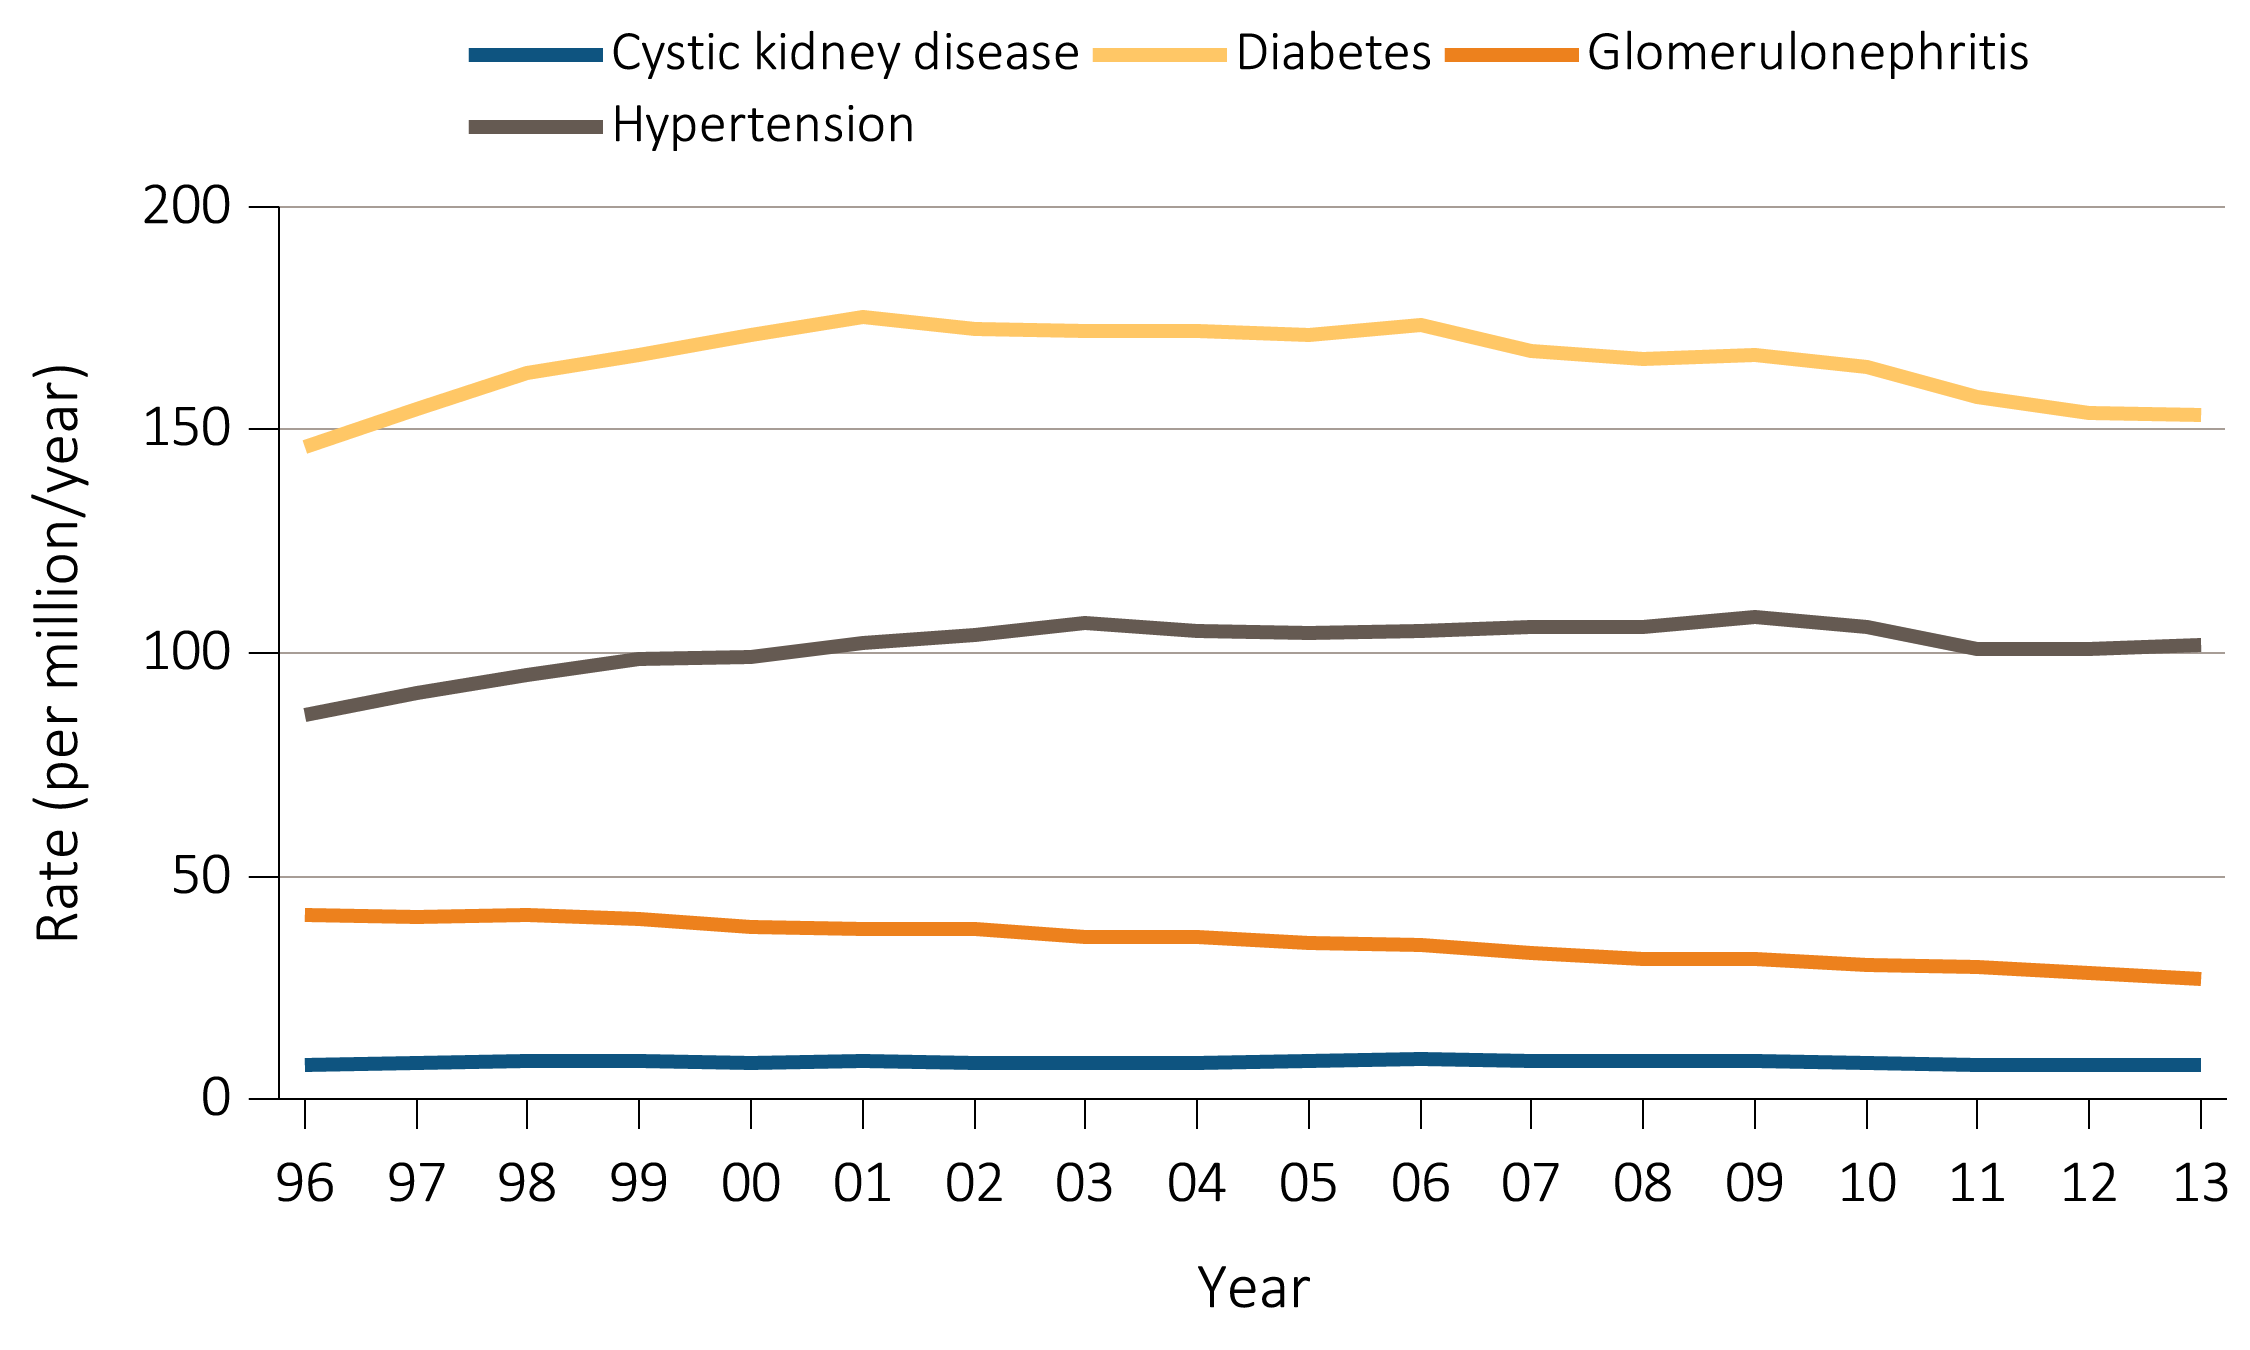 Cystic kidney disease Diabetes Glomerulonephritis
Hypertension
200
150
100
50
0
Rate (per million/year)
96 97 98 99 00 01 02 03 04 05 06 07 08 09 10 11 12 13
Year